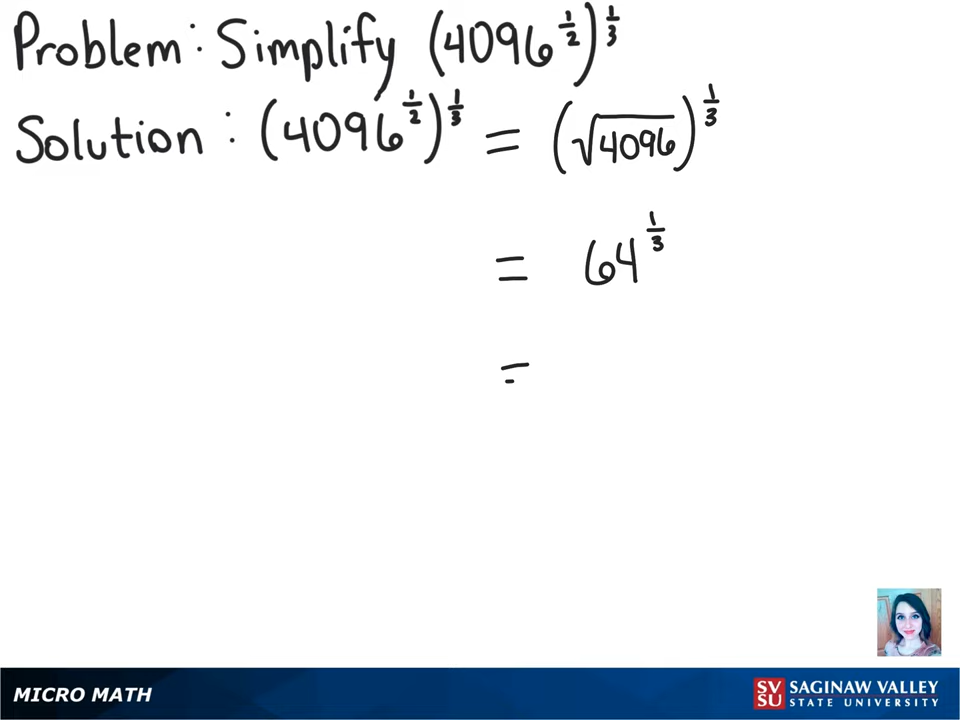 Problem: Simplify (4096^{1/2})^{1/3}
Solution: (4096^{1/2})^{1/3} = (√4096)^{1/3}
= 64^{1/3}
=
MICRO MATH
SVSU SAGINAW VALLEY
STATE UNIVERSITY